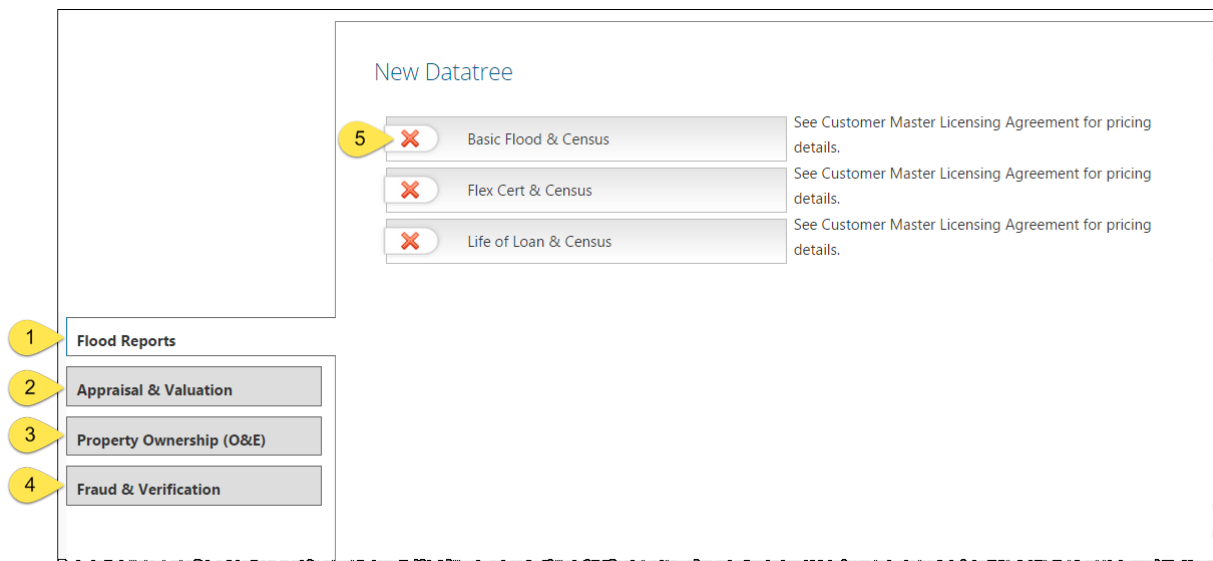 New Datatree
5
Basic Flood & Census
See Customer Master Licensing Agreement for pricing
details.
Flex Cert & Census
See Customer Master Licensing Agreement for pricing
details.
Life of Loan & Census
See Customer Master Licensing Agreement for pricing
details.
1
Flood Reports
2
Appraisal & Valuation
3
Property Ownership (O&E)
4
Fraud & Verification